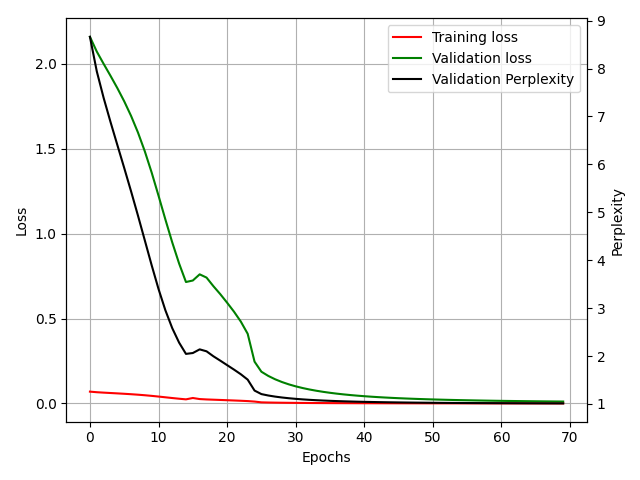 Training loss
Validation loss
Validation Perplexity
Loss
2.0
1.5
1.0
0.5
0.0
9
8
7
6
5
4
3
2
1
Perplexity
0 10 20 30 40 50 60 70
Epochs